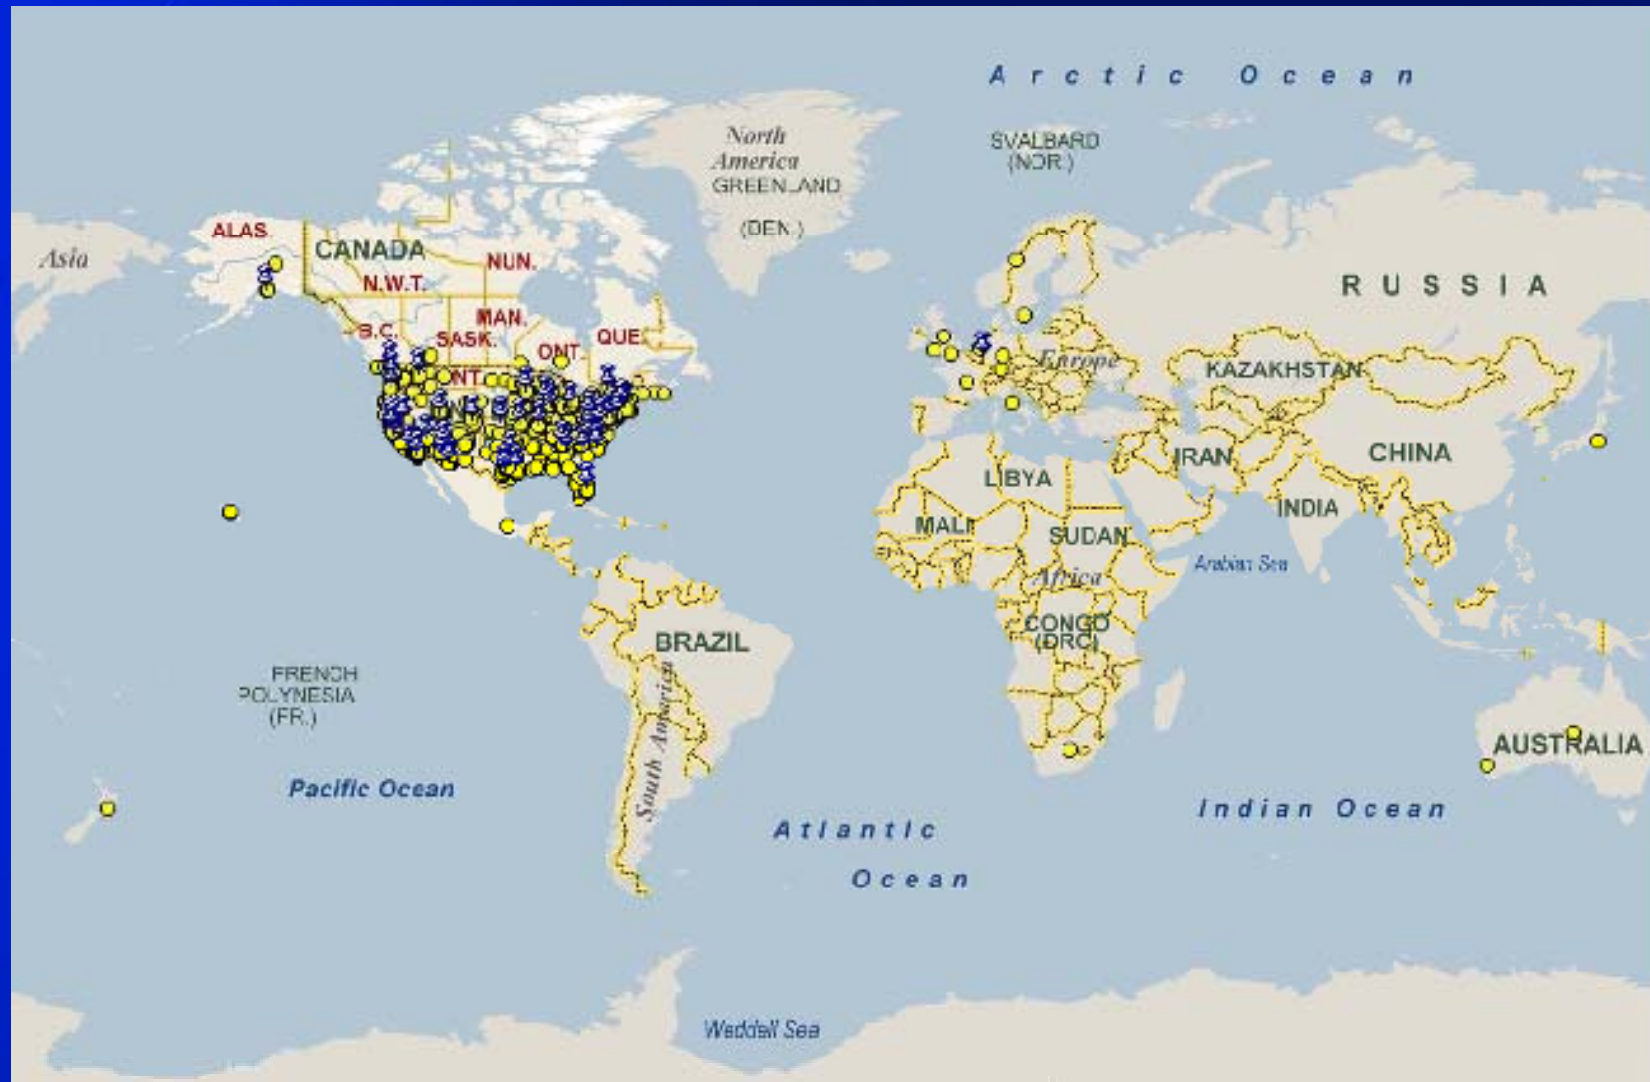 Arctic Ocean
North
America
GREENLAND
(DEN.)
SVALBARD
(NOR.)
ALAS.
CANADA
Asia
NUN.
N.W.T.
RUSSIA
B.C.
MAN.
SASK.
QUE.
ONT.
Europe
KAZAKHSTAN
NT.
CHINA
IRAN
LIBYA
INDIA
MALI
SUDAN
Arabian Sea
Africa
CONGO
(DRC)
BRAZIL
FRENCH
POLYNESIA
(FR.)
South America
AUSTRALIA
Pacific Ocean
Indian Ocean
Atlantic
Ocean
Weddell Sea